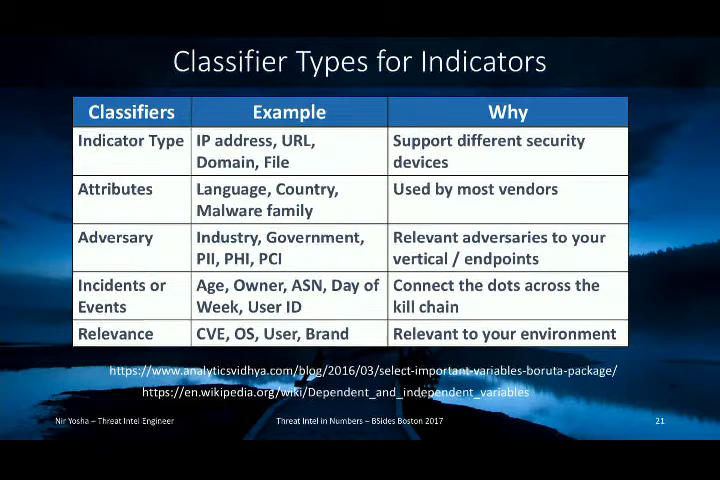 Classifier Types for Indicators
Classifiers Example Why
Indicator Type IP address, URL, Support different security
Domain, File devices
Attributes Language, Country, Used by most vendors
Malware family
Adversary Industry, Government, Relevant adversaries to your
PII, PHI, PCI vertical / endpoints
Incidents or Age, Owner, ASN, Day of Connect the dots across the
Events Week, User ID kill chain
Relevance CVE, OS, User, Brand Relevant to your environment
https://www.analyticsvidhya.com/blog/2016/03/select-important-variables-boruta-package/
https://en.wikipedia.org/wiki/Dependent_and_independent_variables
Nir Yosha – Threat Intel Engineer Threat Intel in Numbers – BSides Boston 2017 21